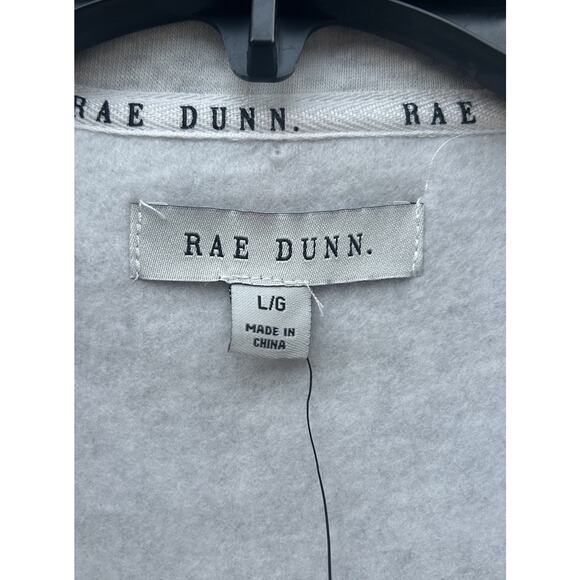 RAE DUNN. RAE
RAE DUNN.
L/G
MADE IN
CHINA